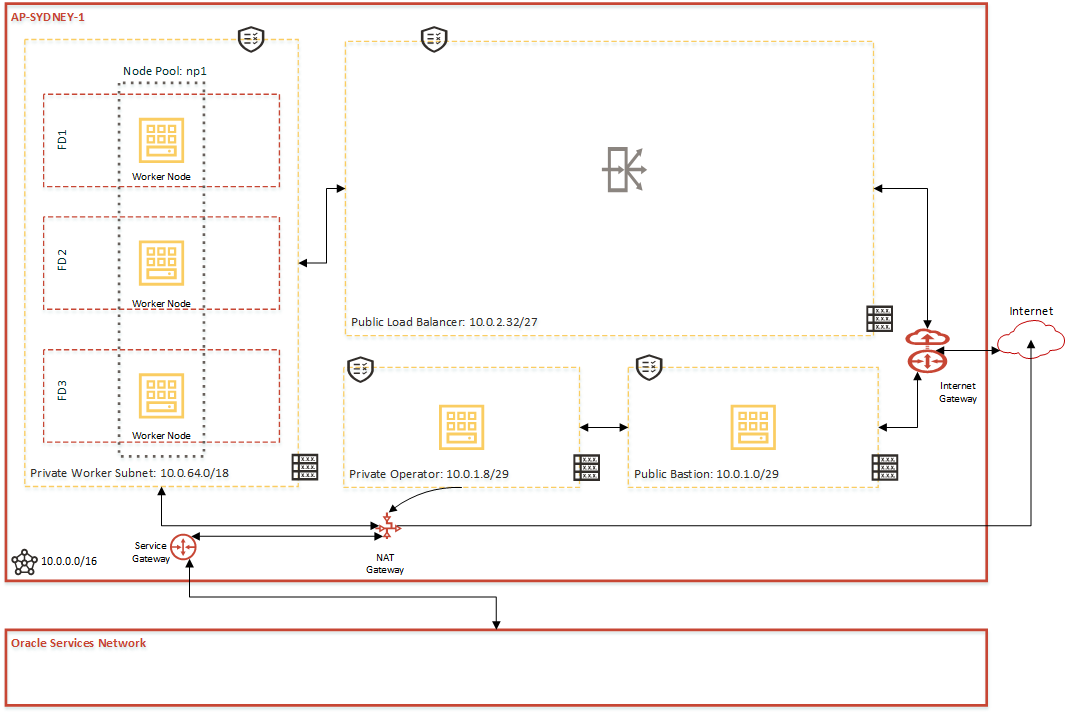 AP-SYDNEY-1
Node Pool: np1
FD1
Worker Node
FD2
Worker Node
FD3
Worker Node
Private Worker Subnet: 10.0.64.0/18
X.X.X.
X.X.X.
Public Load Balancer: 10.0.2.32/27
X.X.X.
X.X.X.
Internet
Internet
Gateway
Private Operator: 10.0.1.8/29
X.X.X.
X.X.X.
Public Bastion: 10.0.1.0/29
X.X.X.
X.X.X.
Service
Gateway
NAT
Gateway
10.0.0.0/16
Oracle Services Network